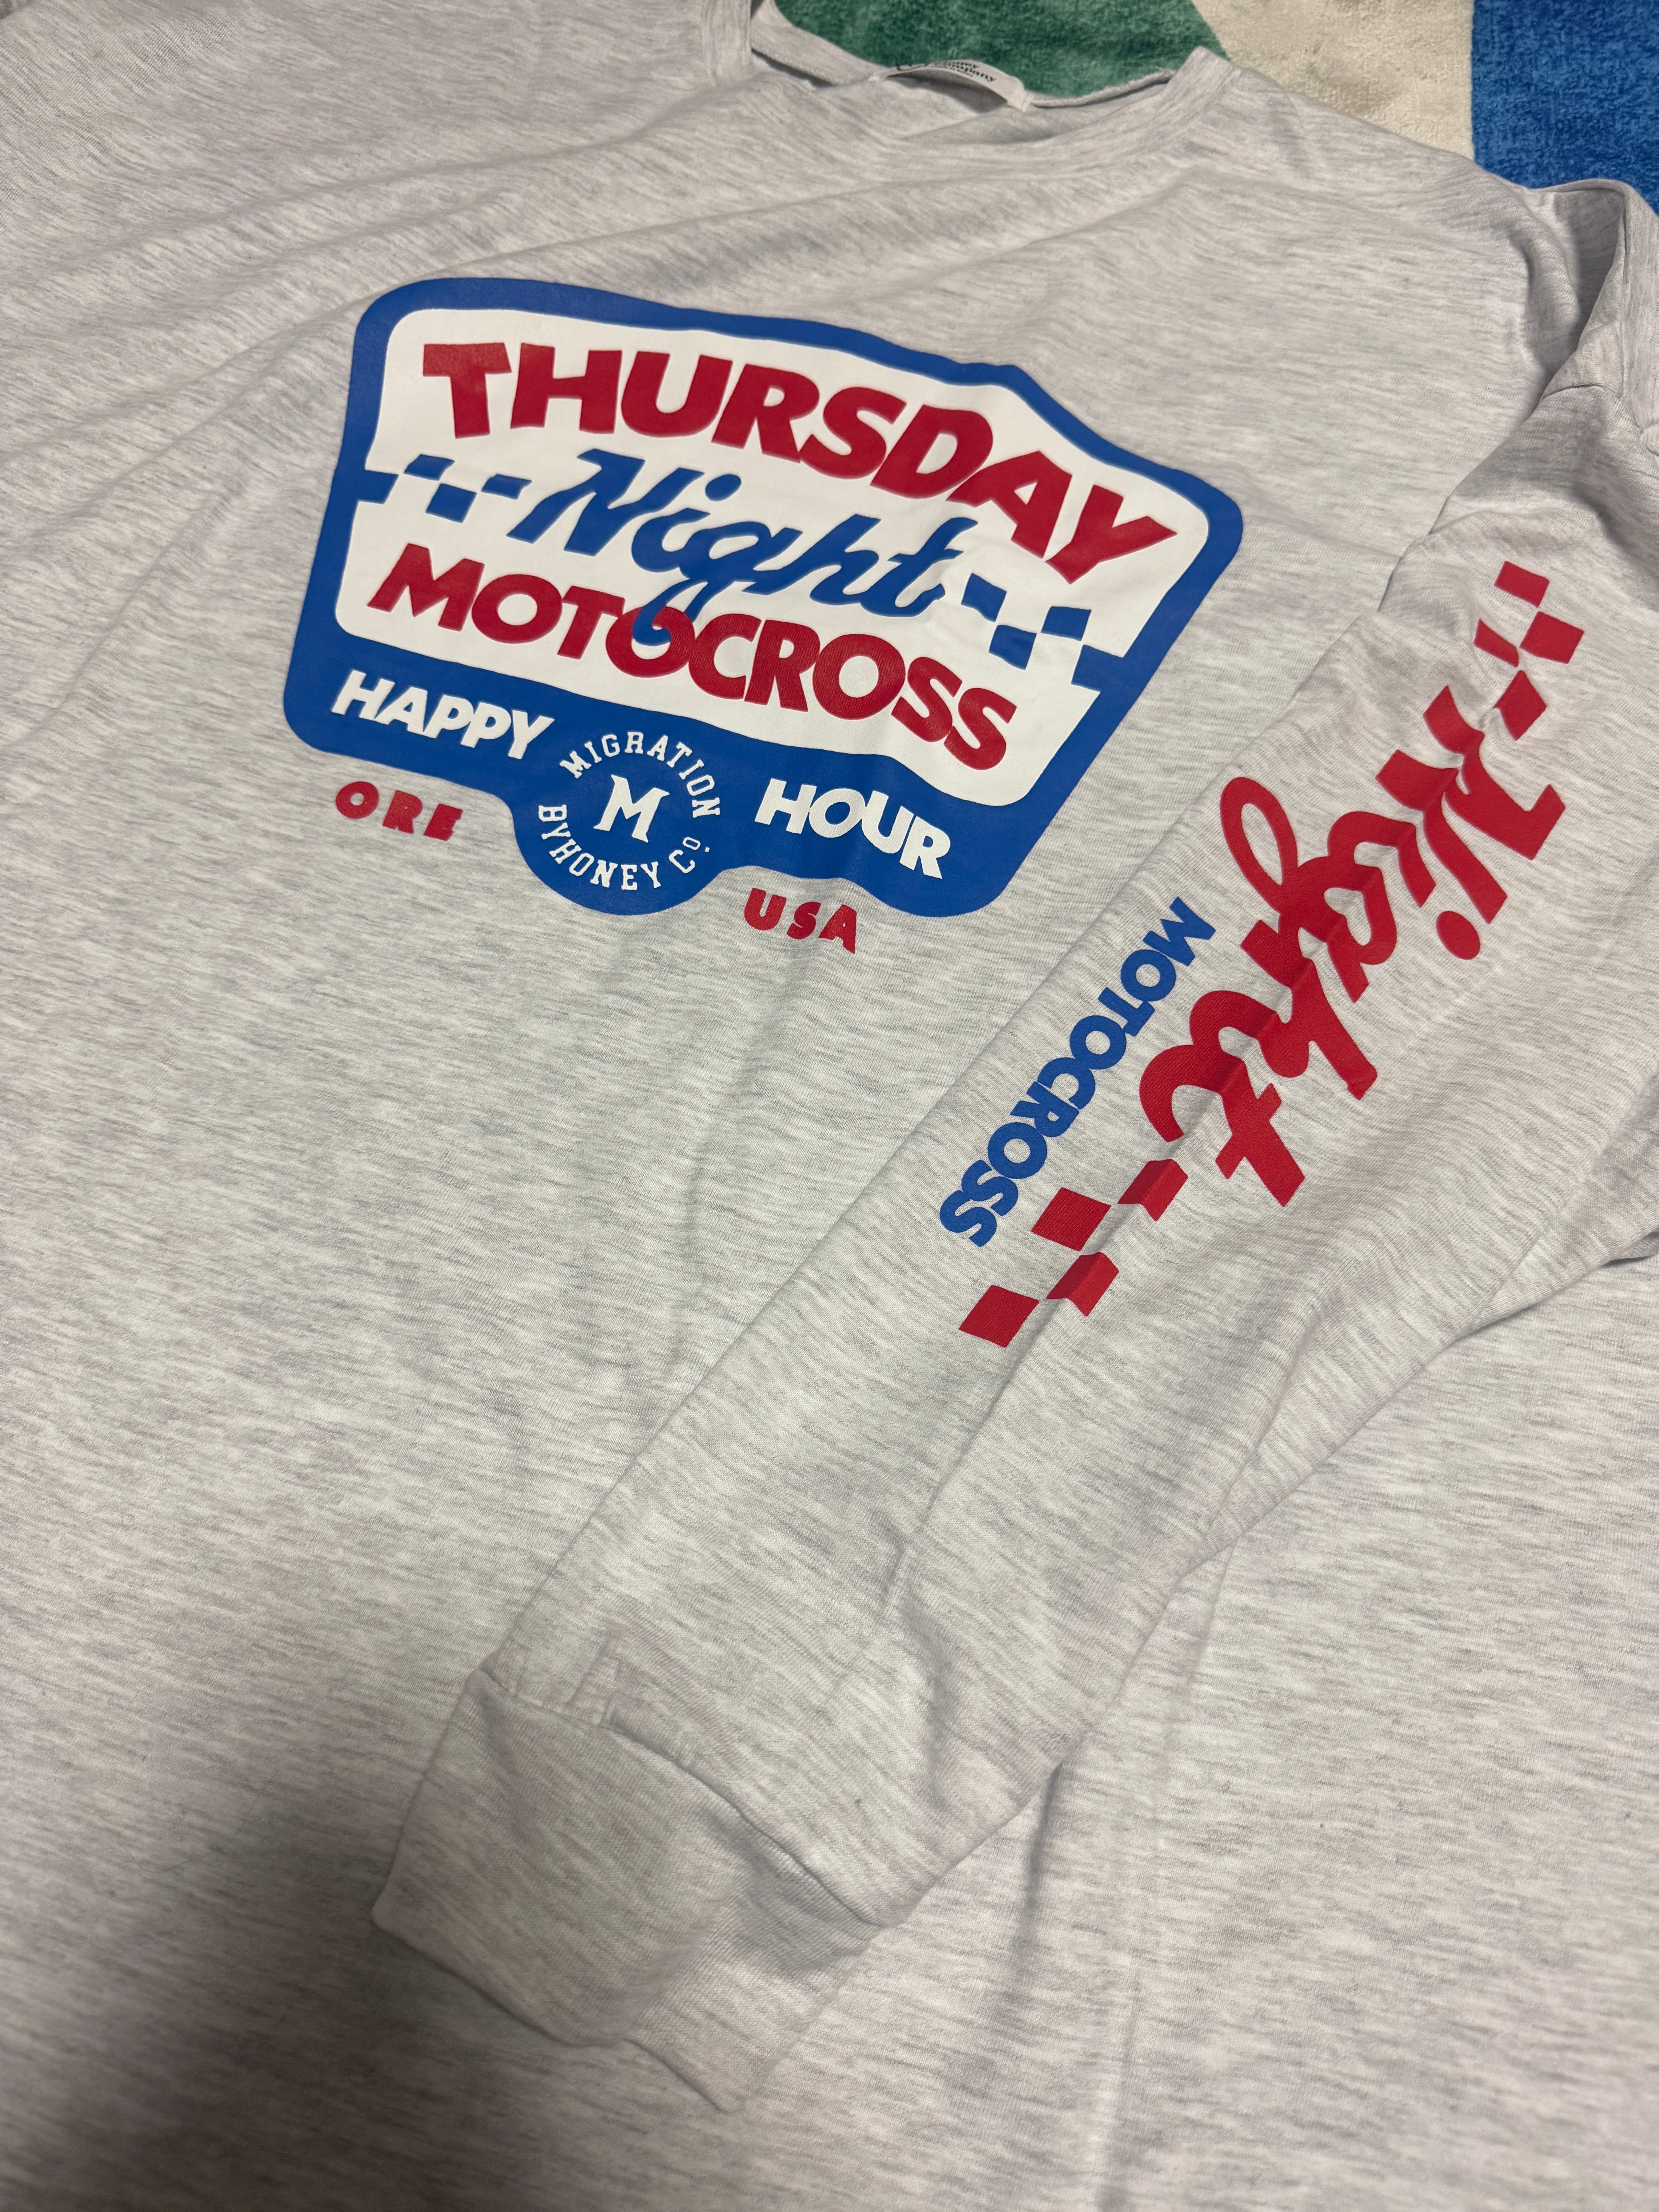 THURSDAY
Night
MOTOCROSS
HAPPY
HOUR
MIGRATION
M
BYHONEY Co.
ORE
USA
Night
MOTOCROSS